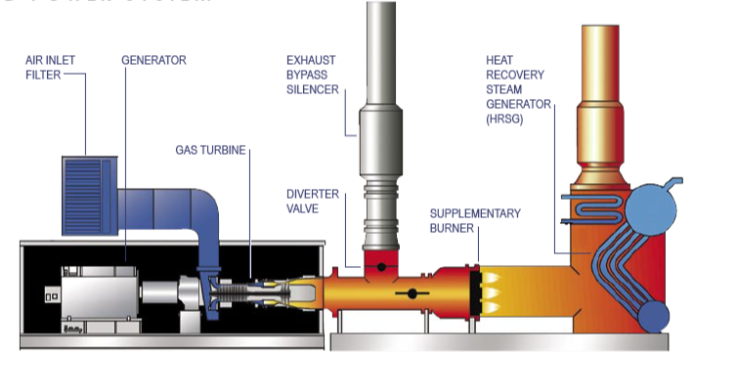 AIR INLET
FILTER
GENERATOR
EXHAUST
BYPASS
SILENCER
HEAT
RECOVERY
STEAM
GENERATOR
(HRSG)
GAS TURBINE
DIVERTER
VALVE
SUPPLEMENTARY
BURNER